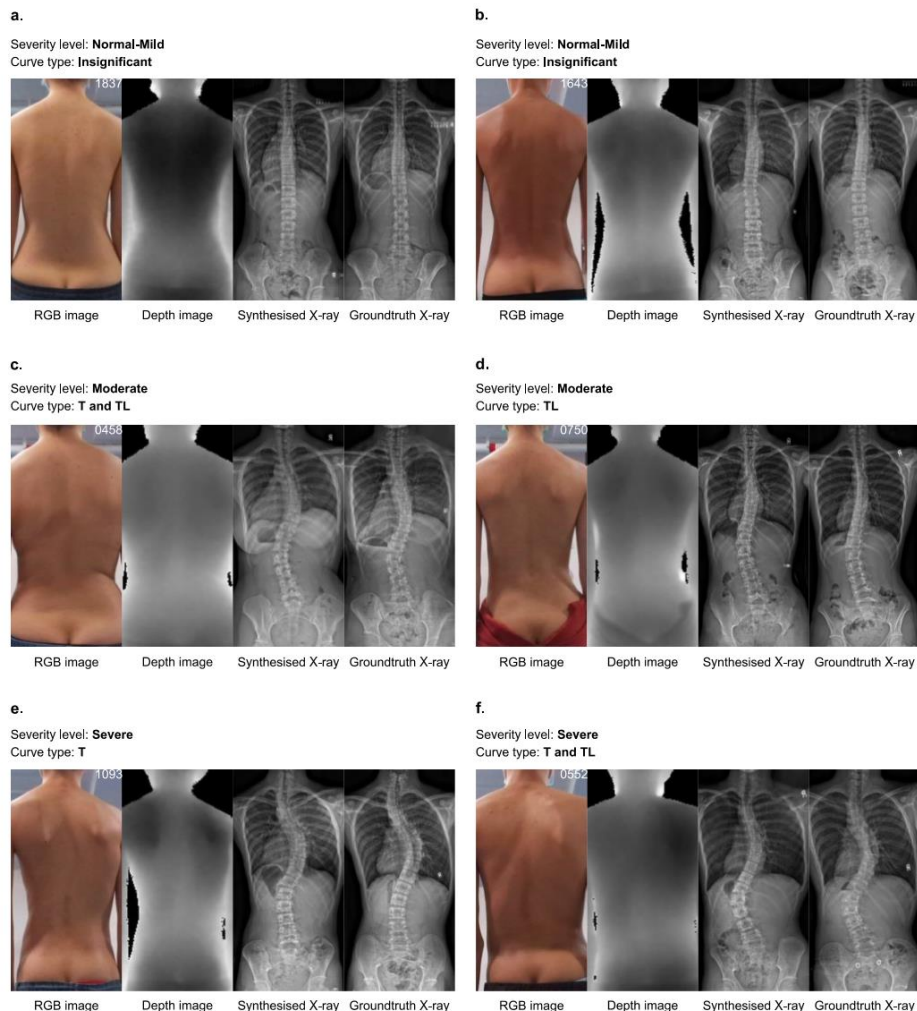 a.
Severity level: Normal-Mild
Curve type: Insignificant
1837
RGB image Depth image Synthesised X-ray Groundtruth X-ray
b.
Severity level: Normal-Mild
Curve type: Insignificant
1643
RGB image Depth image Synthesised X-ray Groundtruth X-ray
c.
Severity level: Moderate
Curve type: T and TL
0458
RGB image Depth image Synthesised X-ray Groundtruth X-ray
d.
Severity level: Moderate
Curve type: TL
0750
RGB image Depth image Synthesised X-ray Groundtruth X-ray
e.
Severity level: Severe
Curve type: T
1093
RGB image Depth image Synthesised X-ray Groundtruth X-ray
f.
Severity level: Severe
Curve type: T and TL
0552
RGB image Depth image Synthesised X-ray Groundtruth X-ray